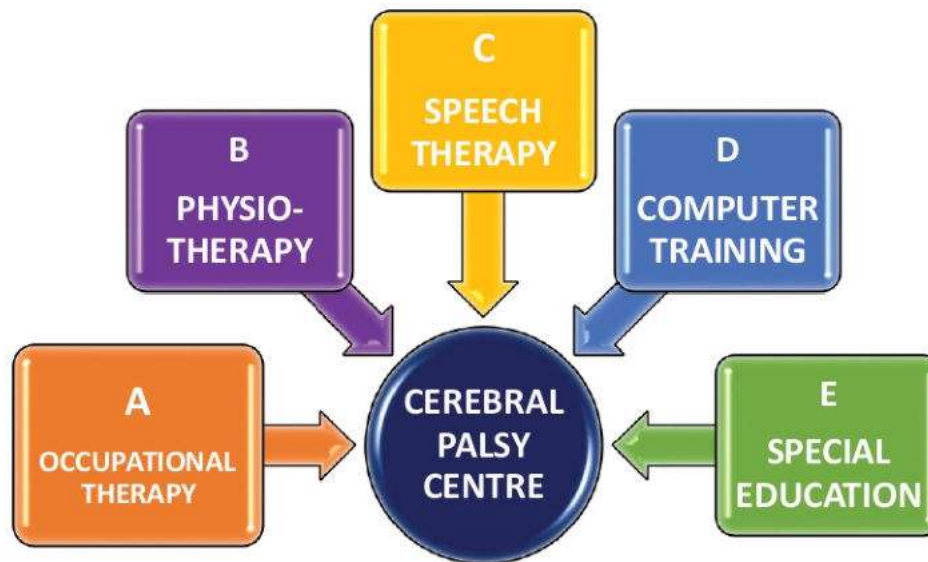 A
OCCUPATIONAL
THERAPY
B
PHYSIO-
THERAPY
C
SPEECH
THERAPY
D
COMPUTER
TRAINING
E
SPECIAL
EDUCATION
CEREBRAL
PALSY
CENTRE